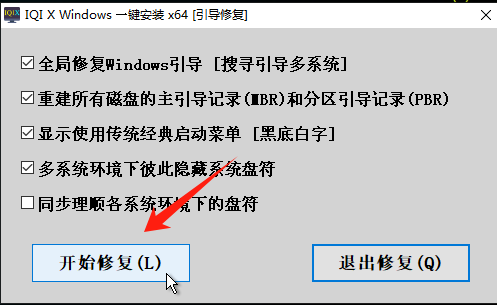 IQIX IQI X Windows 一键安装 x64 [引导修复]
全局修复Windows引导 [搜寻引导多系统]
重建所有磁盘的主引导记录(MBR)和分区引导记录(PBR)
显示使用传统经典启动菜单 [黑底白字]
多系统环境下彼此隐藏系统盘符
同步理顺各系统环境下的盘符
开始修复(L) 退出修复(Q)